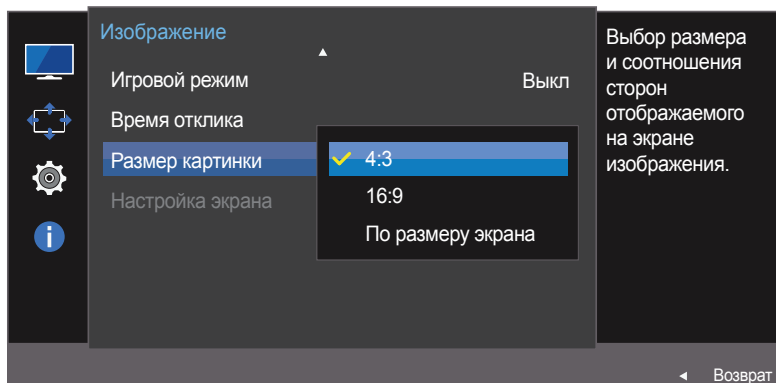 Изображение
Игровой режим Выкл
Время отклика
Размер картинки 4:3
16:9
Настройка экрана
По размеру экрана
Выбор размера
и соотношения
сторон
отображаемого
на экране
изображения.
Возврат